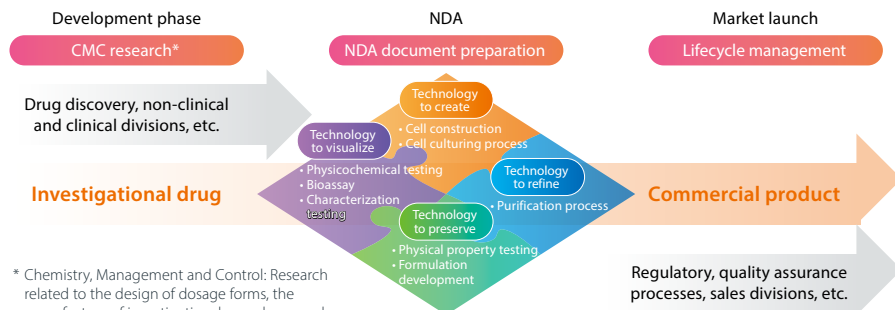 Development phase
NDA
Market launch
CMC research*
NDA document preparation
Lifecycle management
Drug discovery, non-clinical
and clinical divisions, etc.
Technology
to create
• Cell construction
• Cell culturing process
Technology
to visualize
• Physicochemical testing
• Bioassay
• Characterization
testing
Technology
to refine
• Purification process
Investigational drug
Commercial product
Technology
to preserve
• Physical property testing
• Formulation
development
* Chemistry, Management and Control: Research
related to the design of dosage forms, the
Regulatory, quality assurance
processes, sales divisions, etc.